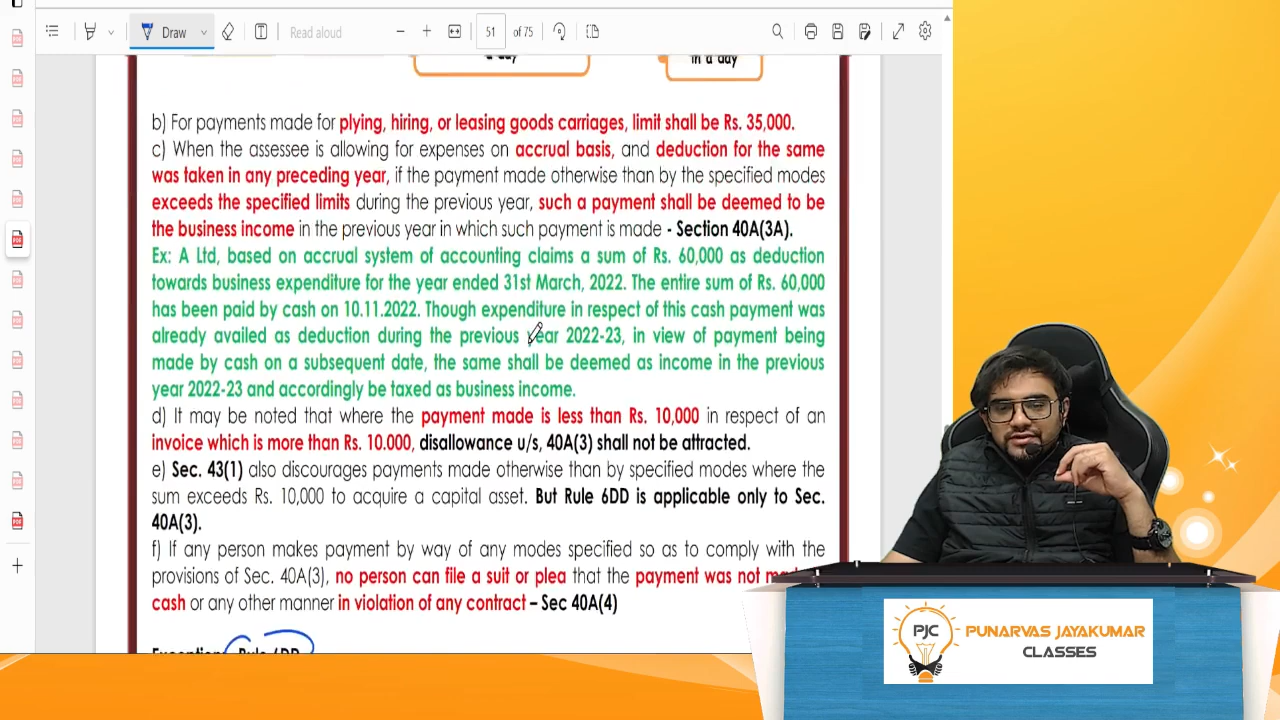 Draw
Read aloud
51 of 75
a day
in a day
b) For payments made for plying, hiring, or leasing goods carriages, limit shall be Rs. 35,000.
c) When the assessee is allowing for expenses on accrual basis, and deduction for the same
was taken in any preceding year, if the payment made otherwise than by the specified modes
exceeds the specified limits during the previous year, such a payment shall be deemed to be
the business income in the previous year in which such payment is made - Section 40A(3A).
Ex: A Ltd, based on accrual system of accounting claims a sum of Rs. 60,000 as deduction
towards business expenditure for the year ended 31st March, 2022. The entire sum of Rs. 60,000
has been paid by cash on 10.11.2022. Though expenditure in respect of this cash payment was
already availed as deduction during the previous year 2022-23, in view of payment being
made by cash on a subsequent date, the same shall be deemed as income in the previous
year 2022-23 and accordingly be taxed as business income.
d) It may be noted that where the payment made is less than Rs. 10,000 in respect of an
invoice which is more than Rs. 10.000, disallowance u/s, 40A(3) shall not be attracted.
e) Sec. 43(1) also discourages payments made otherwise than by specified modes where the
sum exceeds Rs. 10,000 to acquire a capital asset. But Rule 6DD is applicable only to Sec.
40A(3).
f) If any person makes payment by way of any modes specified so as to comply with the
provisions of Sec. 40A(3), no person can file a suit or plea that the payment was not
cash or any other manner in violation of any contract – Sec 40A(4)
Rule 6DD
PJC
PUNARVAS JAYAKUMAR
CLASSES